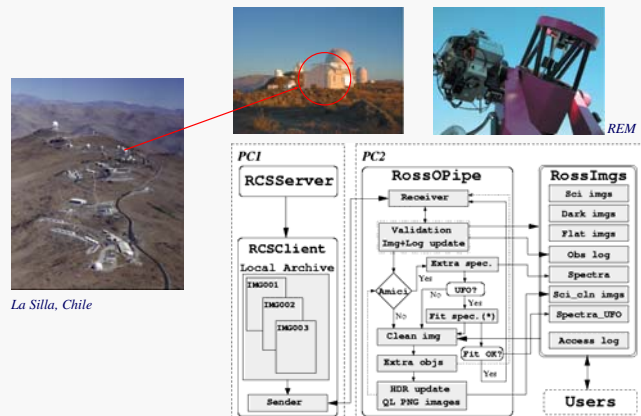 REM
La Silla, Chile
PC1
RCSServer
RCSClient
Local Archive
IMG001
IMG002
IMG003
Sender
PC2
RossOPipe
Receiver
Validation
Img+Log update
Extra spec.
Amici
Yes
No
UFO?
No
Yes
Fit spec.(*)
Clean img
Fit OK?
Extra objs
Yes
HDR update
QL PNG images
RossImgs
Sci imgs
Dark imgs
Flat imgs
Obs log
Spectra
Sci_cln imgs
Spectra_UFO
Access log
Users